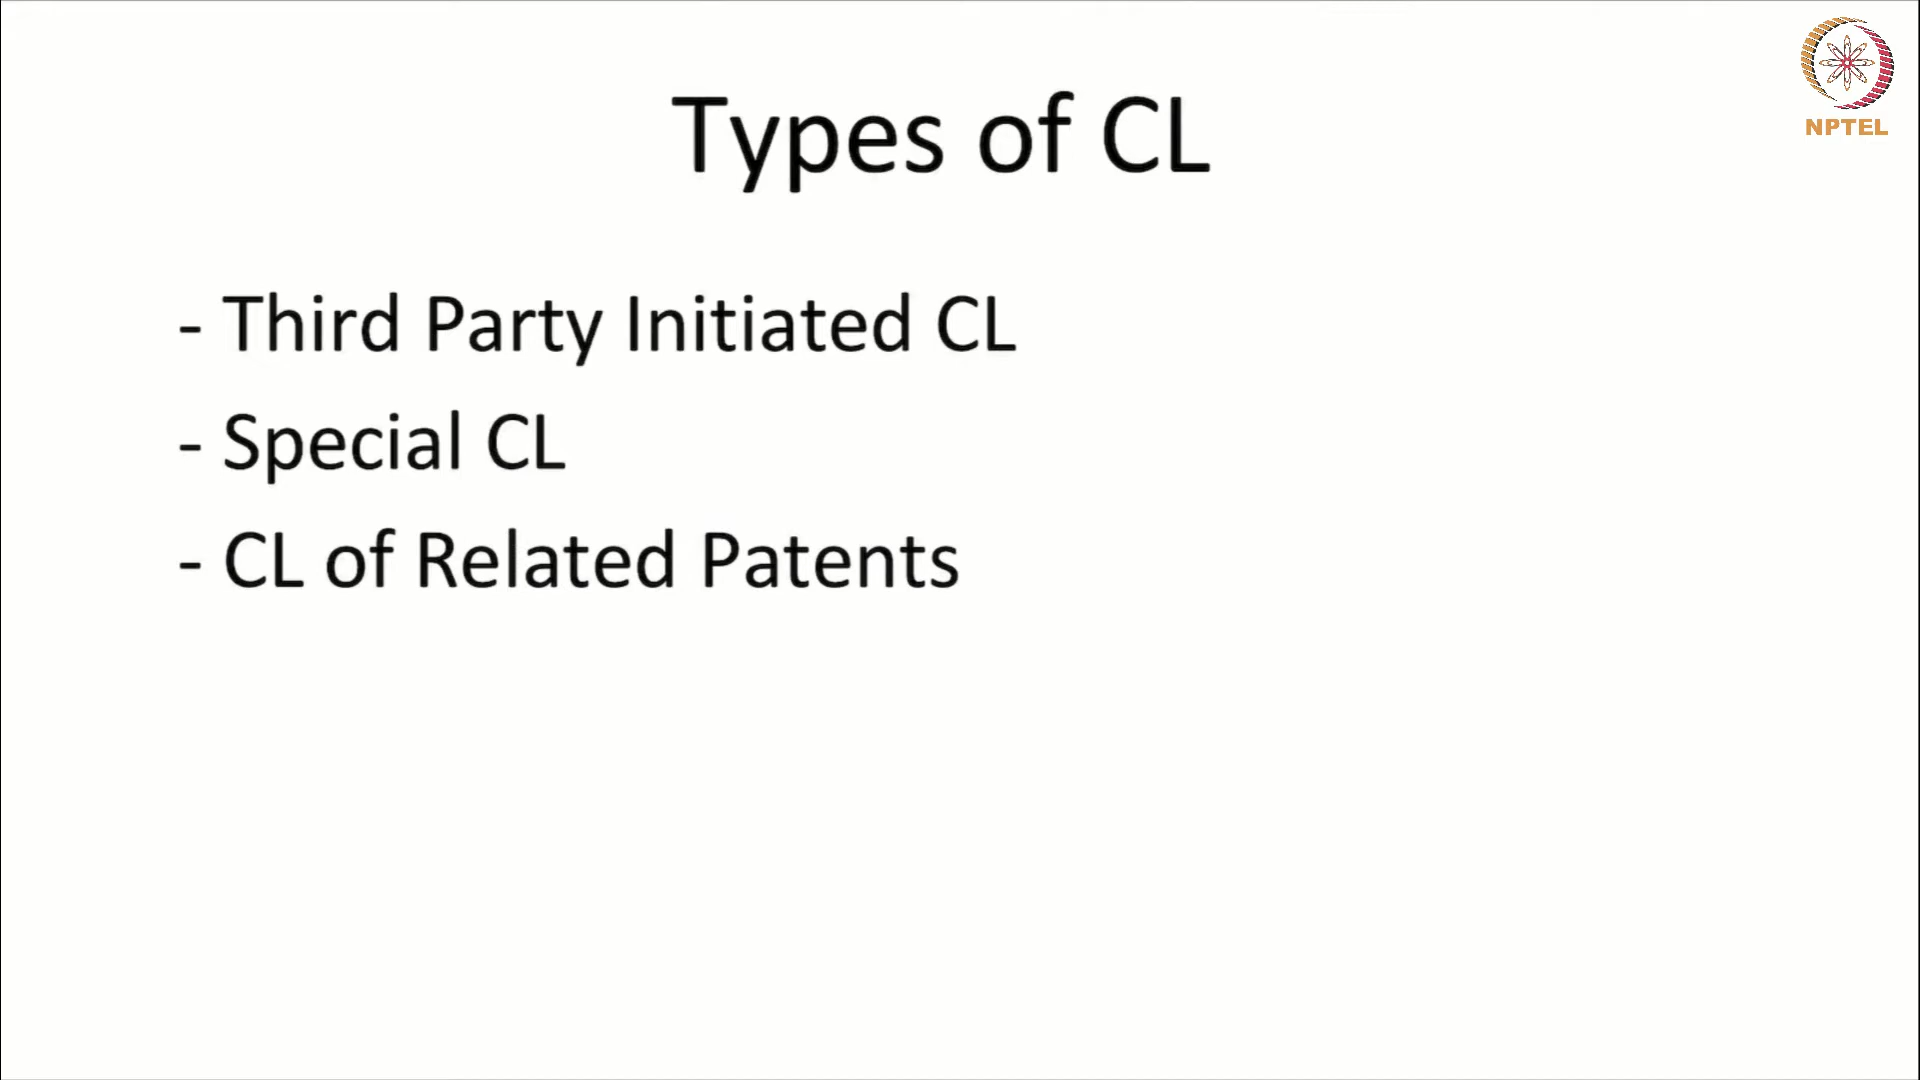 NPTEL
Types of CL
- Third Party Initiated CL
- Special CL
- CL of Related Patents